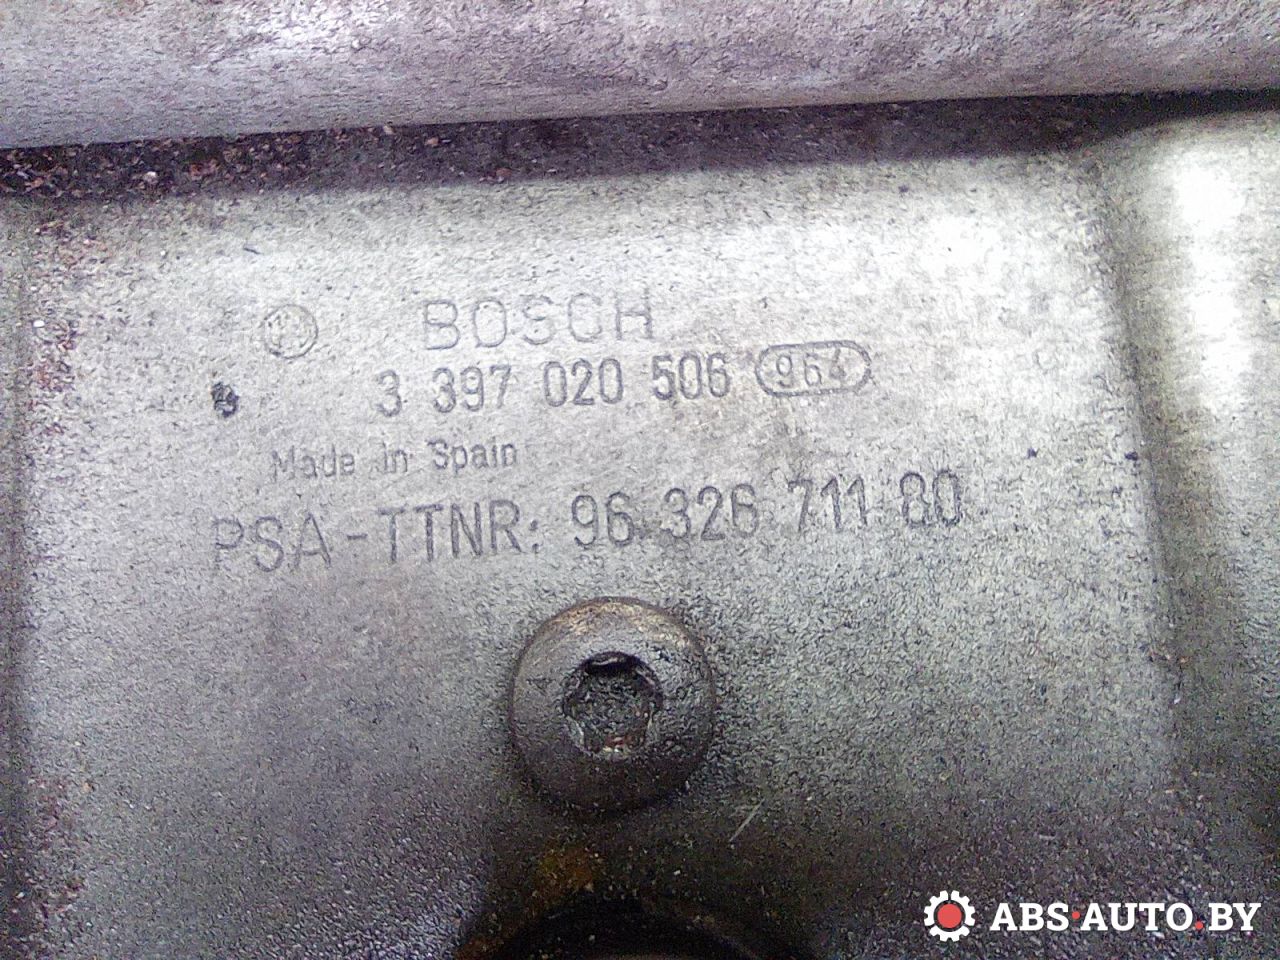 BOSCH
3 397 020 506 964
Made in Spain
PSA-TTNR: 96 326 711 80
ABS·AUTO.BY